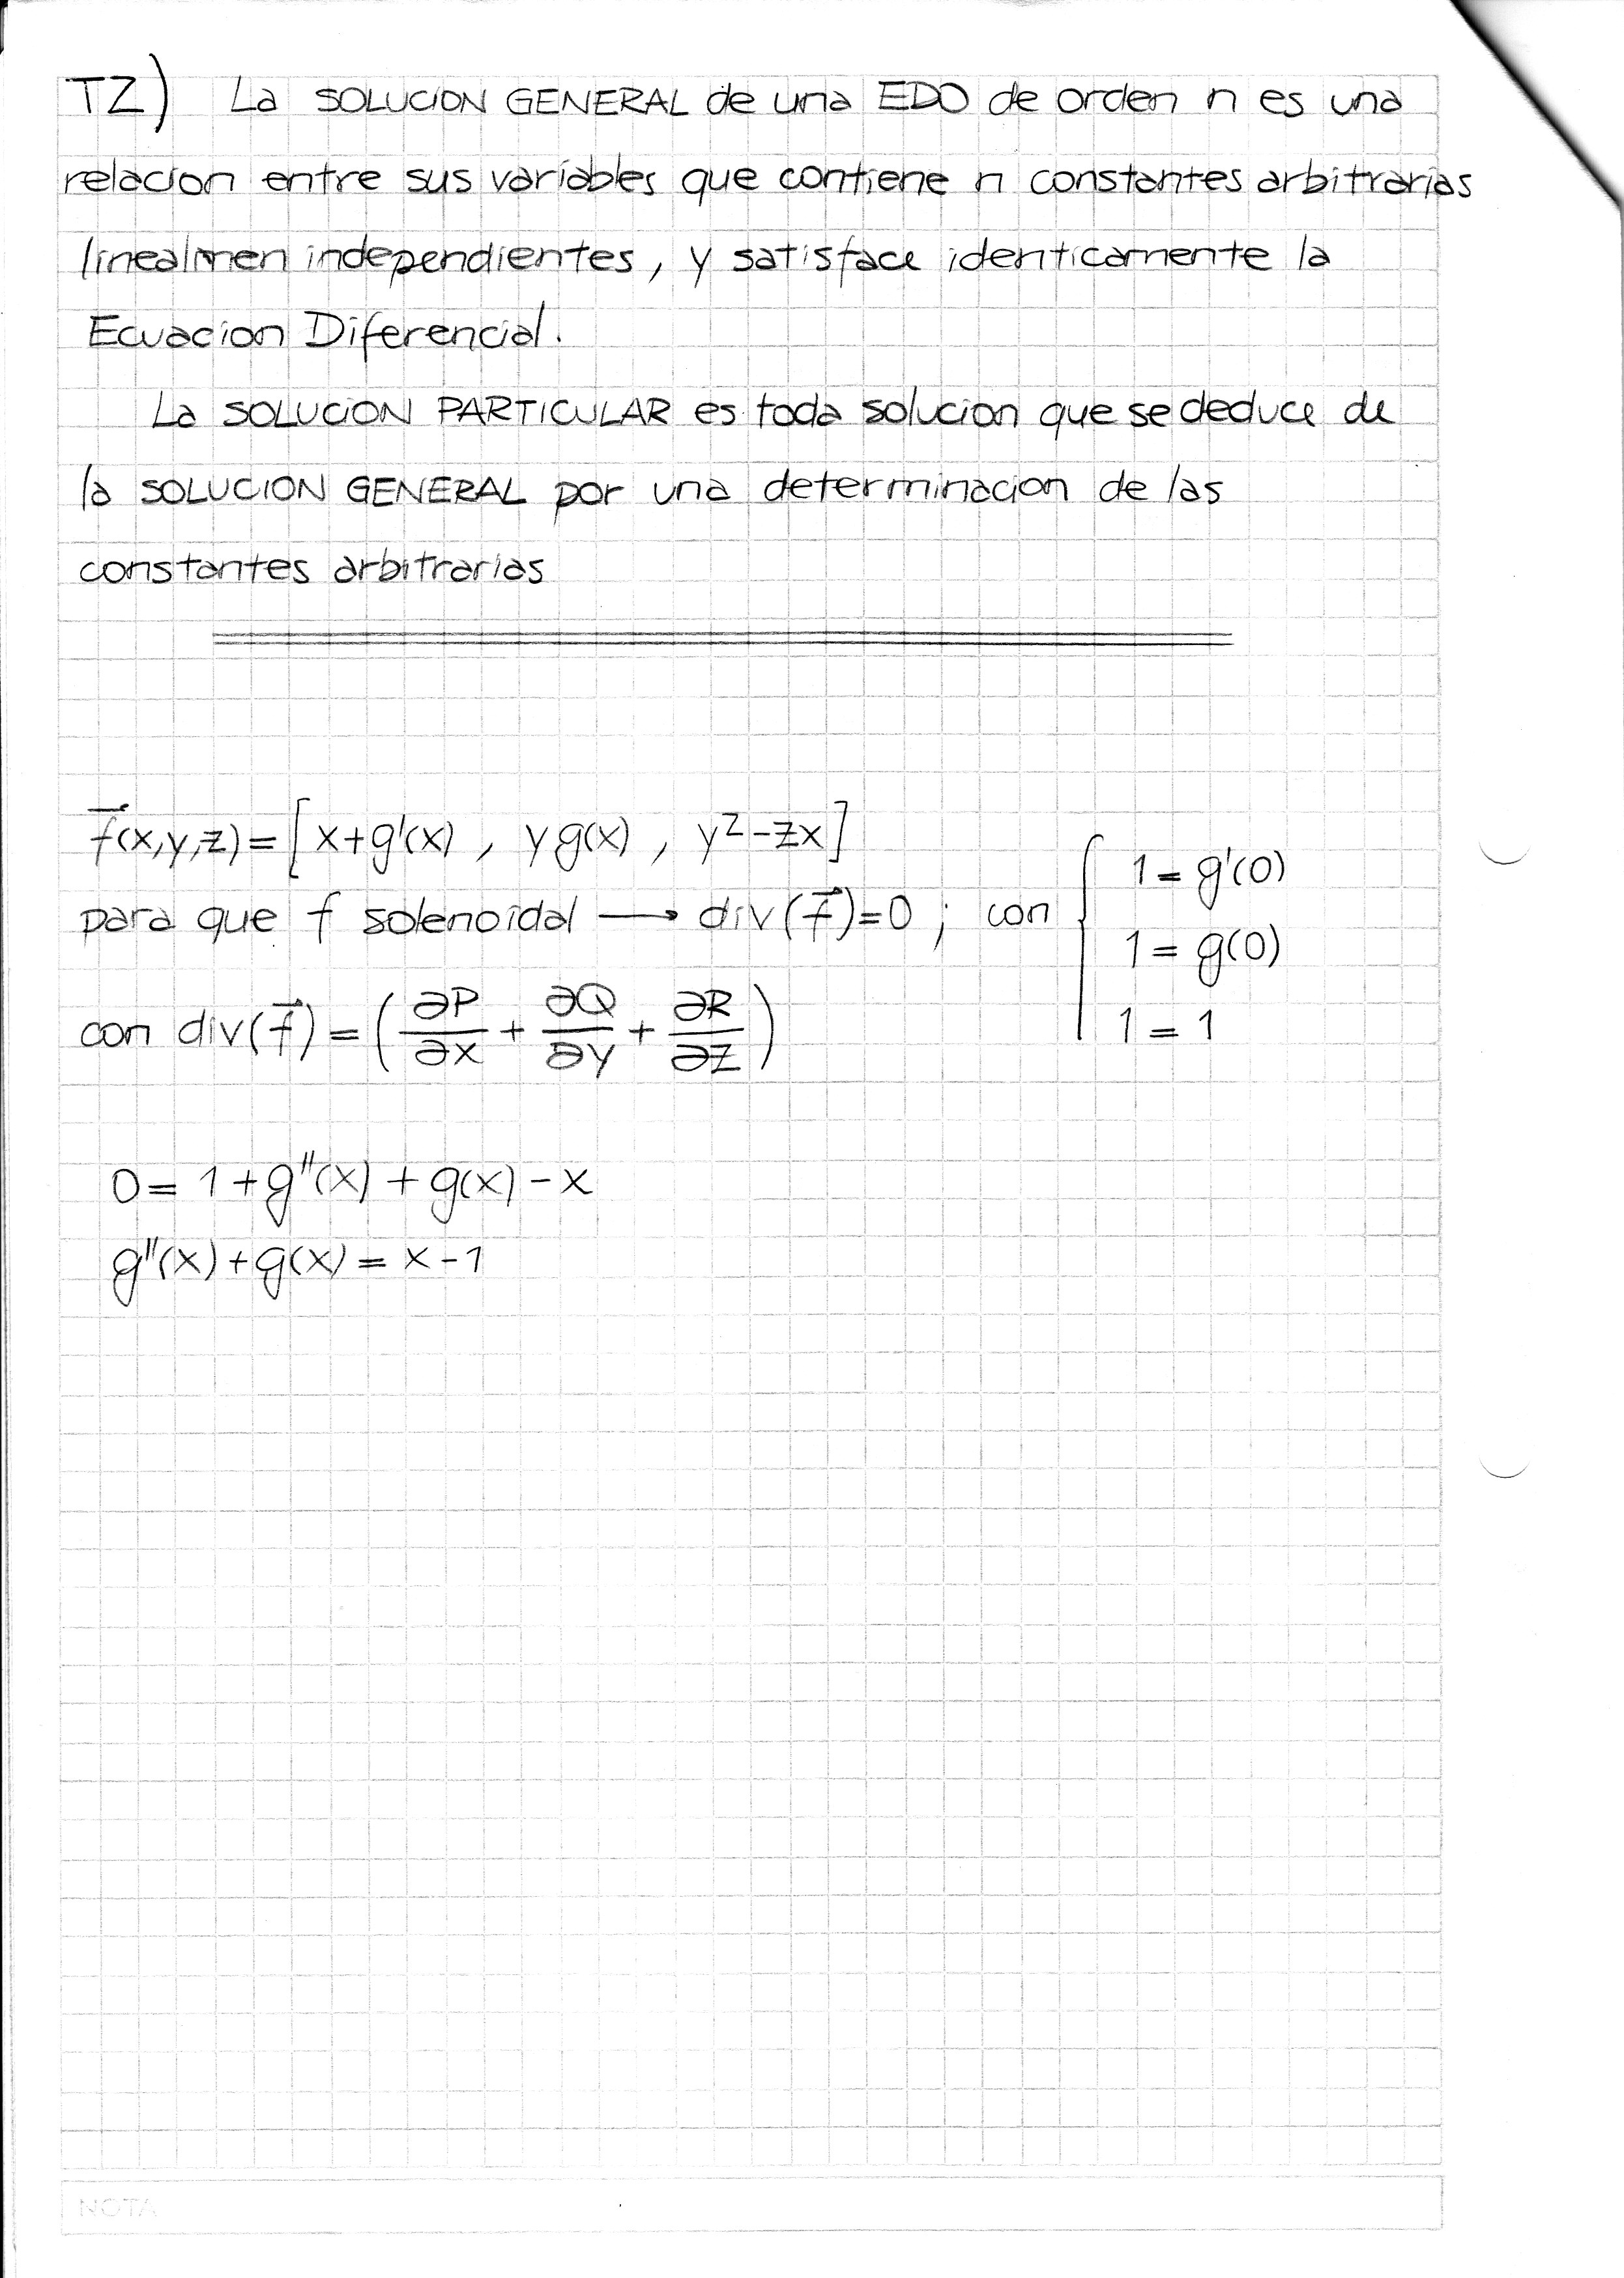 T2) La SOLUCION GENERAL de una EDO de orden n es una
relacion entre sus variables que contiene n constantes arbitrarias
linealmen independientes, y satisface identicamente la
Ecuacion Diferencial.
La SOLUCION PARTICULAR es toda solucion que se deduce de
la SOLUCION GENERAL por una determinacion de las
constantes arbitrarias
f⃗(x,y,z) = [x+g'(x) , y g(x) , y²-zx]
para que f solenoidal → div(f⃗)=0 ; con { 1 = g'(0)
1 = g(0)
1 = 1
con div(f⃗) = (∂P/∂x + ∂Q/∂y + ∂R/∂z)
0 = 1+g''(x) + g(x) - x
g''(x)+g(x) = x-1
NOTA